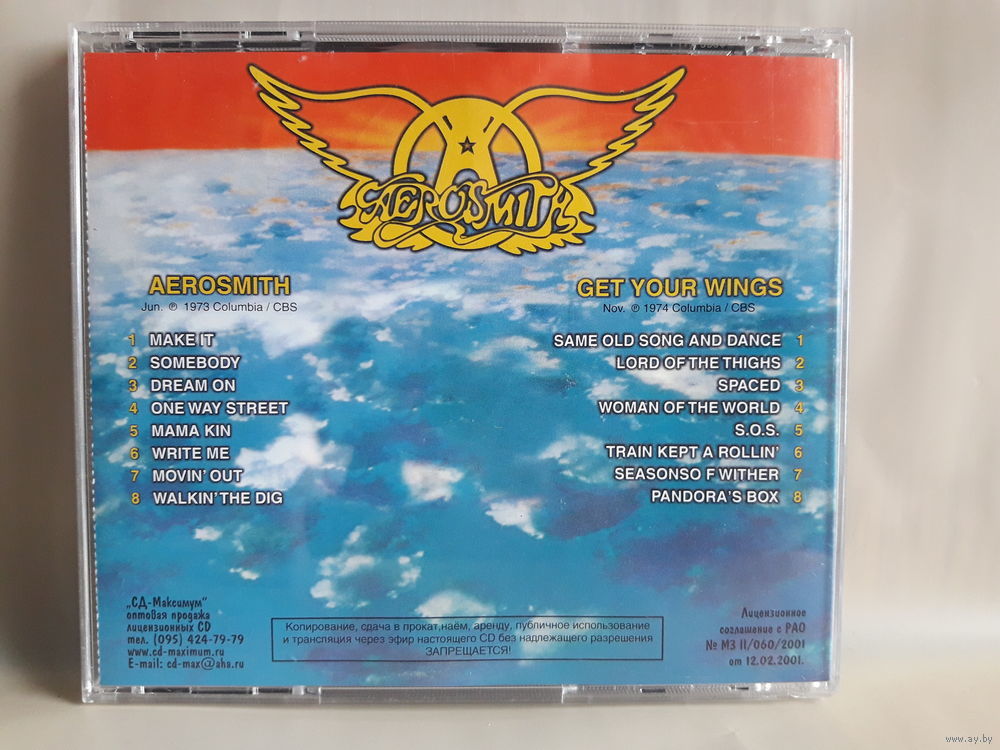 AEROSMITH
AEROSMITH
Jun. ℗ 1973 Columbia / CBS
1 MAKE IT
2 SOMEBODY
3 DREAM ON
4 ONE WAY STREET
5 MAMA KIN
6 WRITE ME
7 MOVIN' OUT
8 WALKIN' THE DIG
GET YOUR WINGS
Nov. ℗ 1974 Columbia / CBS
SAME OLD SONG AND DANCE 1
LORD OF THE THIGHS 2
SPACED 3
WOMAN OF THE WORLD 4
S.O.S. 5
TRAIN KEPT A ROLLIN' 6
SEASONSO F WITHER 7
PANDORA'S BOX 8
„СД-Максимум"
оптовая продажа
лицензионных CD
тел. (095) 424-79-79
www.cd-maximum.ru
E-mail: cd-max@aha.ru
Копирование, сдача в прокат,наём, аренду, публичное использование
и трансляция через эфир настоящего CD без надлежащего разрешения
ЗАПРЕЩАЕТСЯ!
Лицензионное
соглашение с РАО
№ МЗ II/060/2001
от 12.02.2001.
www.ay.by